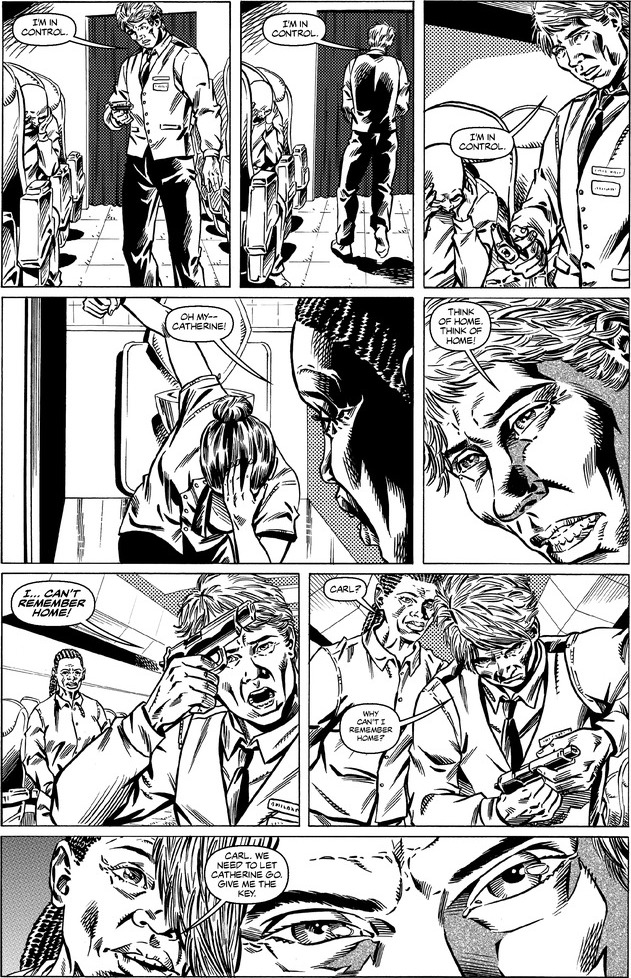 I'M IN
CONTROL.
I'M IN
CONTROL.
I'M IN
CONTROL.
OH MY--
CATHERINE!
THINK
OF HOME.
THINK OF
HOME!
I... CAN'T
REMEMBER
HOME!
CARL?
WHY
CAN'T I
REMEMBER
HOME?
CARL. WE
NEED TO LET
CATHERINE GO.
GIVE ME THE
KEY.